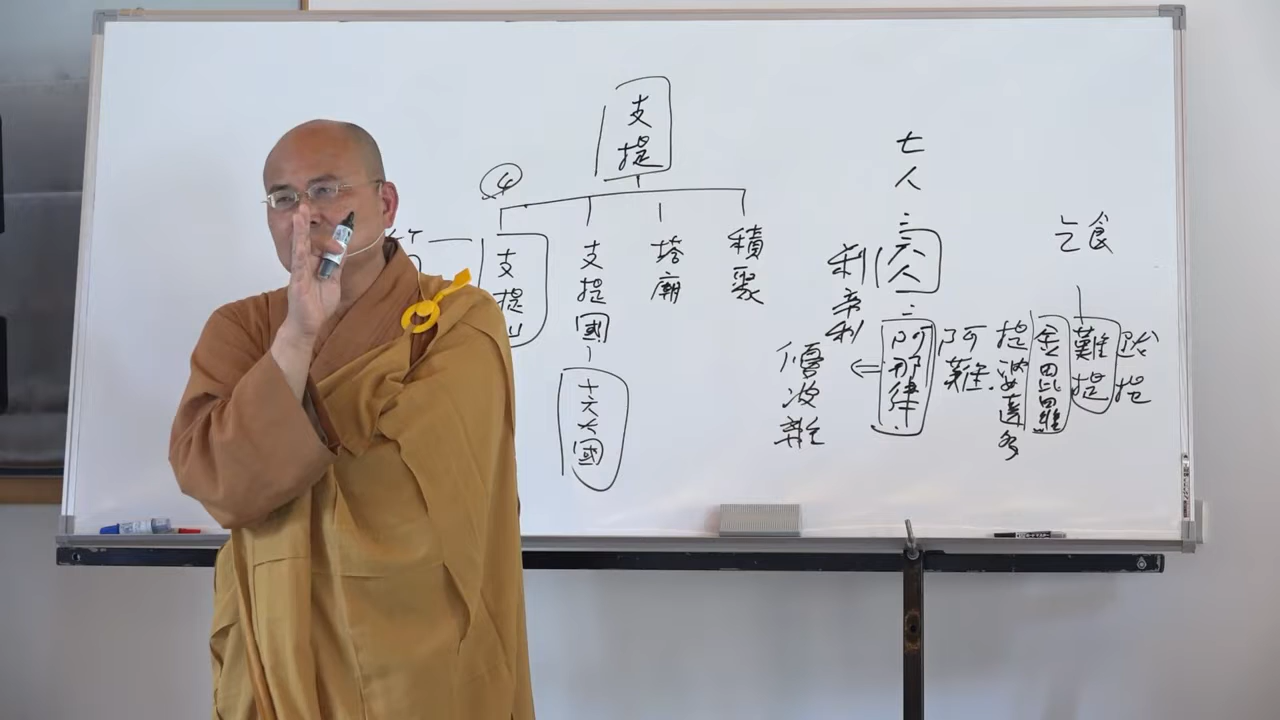 支提
④
支提山
支提國
十六大國
塔廟
積聚
七人
六人
剎帝利
優波離
阿那律
阿難
提婆達多
金毘羅
難提
跋提
乞食